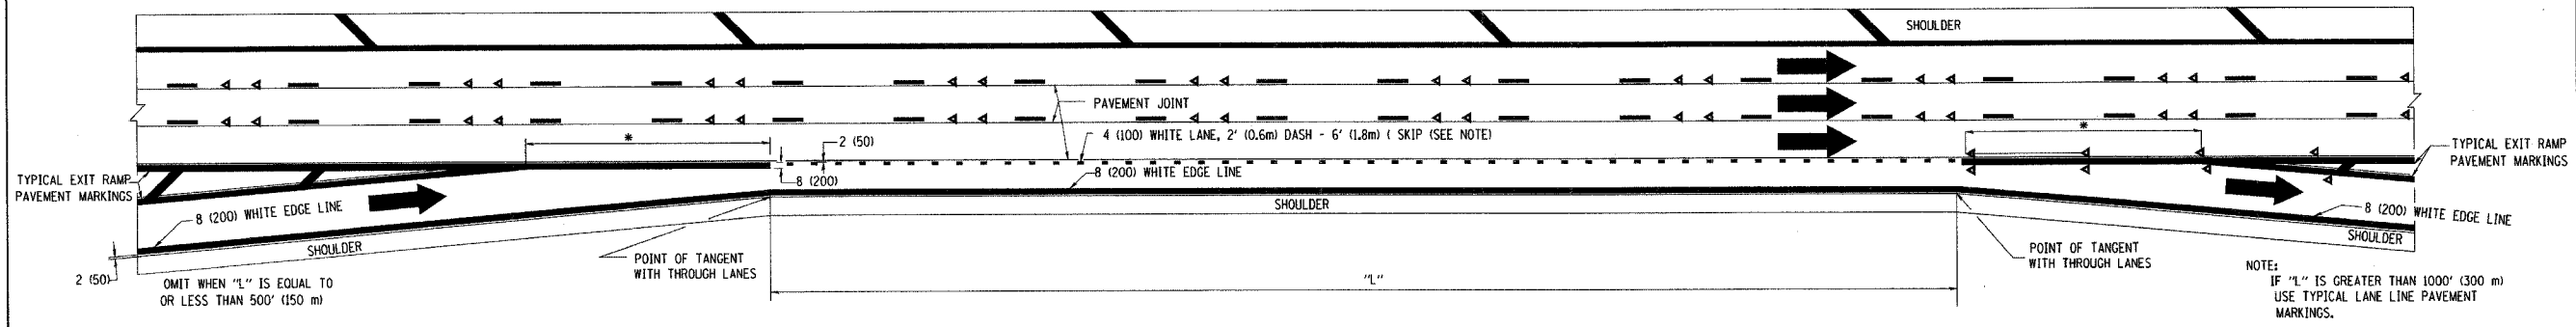 SHOULDER
PAVEMENT JOINT
4 (100) WHITE LANE, 2' (0.6m) DASH - 6' (1.8m) ( SKIP (SEE NOTE)
*
2 (50)
*
TYPICAL EXIT RAMP
PAVEMENT MARKINGS
8 (200)
8 (200) WHITE EDGE LINE
TYPICAL EXIT RAMP
PAVEMENT MARKINGS
8 (200) WHITE EDGE LINE
SHOULDER
8 (200) WHITE EDGE LINE
SHOULDER
SHOULDER
2 (50)
OMIT WHEN "L" IS EQUAL TO
OR LESS THAN 500' (150 m)
POINT OF TANGENT
WITH THROUGH LANES
"L"
POINT OF TANGENT
WITH THROUGH LANES
NOTE:
IF "L" IS GREATER THAN 1000' (300 m)
USE TYPICAL LANE LINE PAVEMENT
MARKINGS.